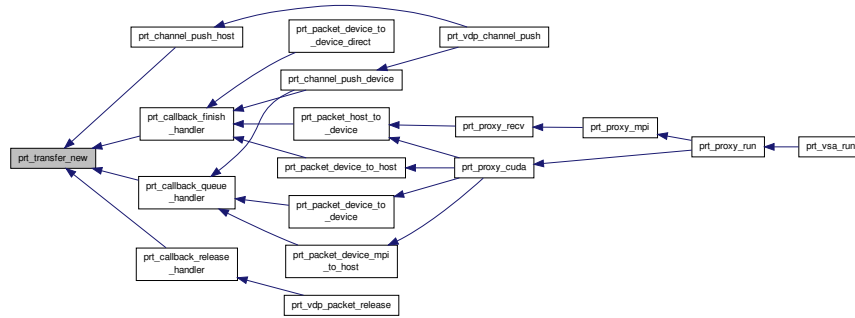 prt_transfer_new
prt_channel_push_host
prt_callback_finish
_handler
prt_callback_queue
_handler
prt_callback_release
_handler
prt_packet_device_to
_device_direct
prt_channel_push_device
prt_packet_host_to
_device
prt_packet_device_to_host
prt_packet_device_to
_device
prt_packet_device_mpi
_to_host
prt_vdp_packet_release
prt_vdp_channel_push
prt_proxy_recv
prt_proxy_cuda
prt_proxy_mpi
prt_proxy_run
prt_vsa_run